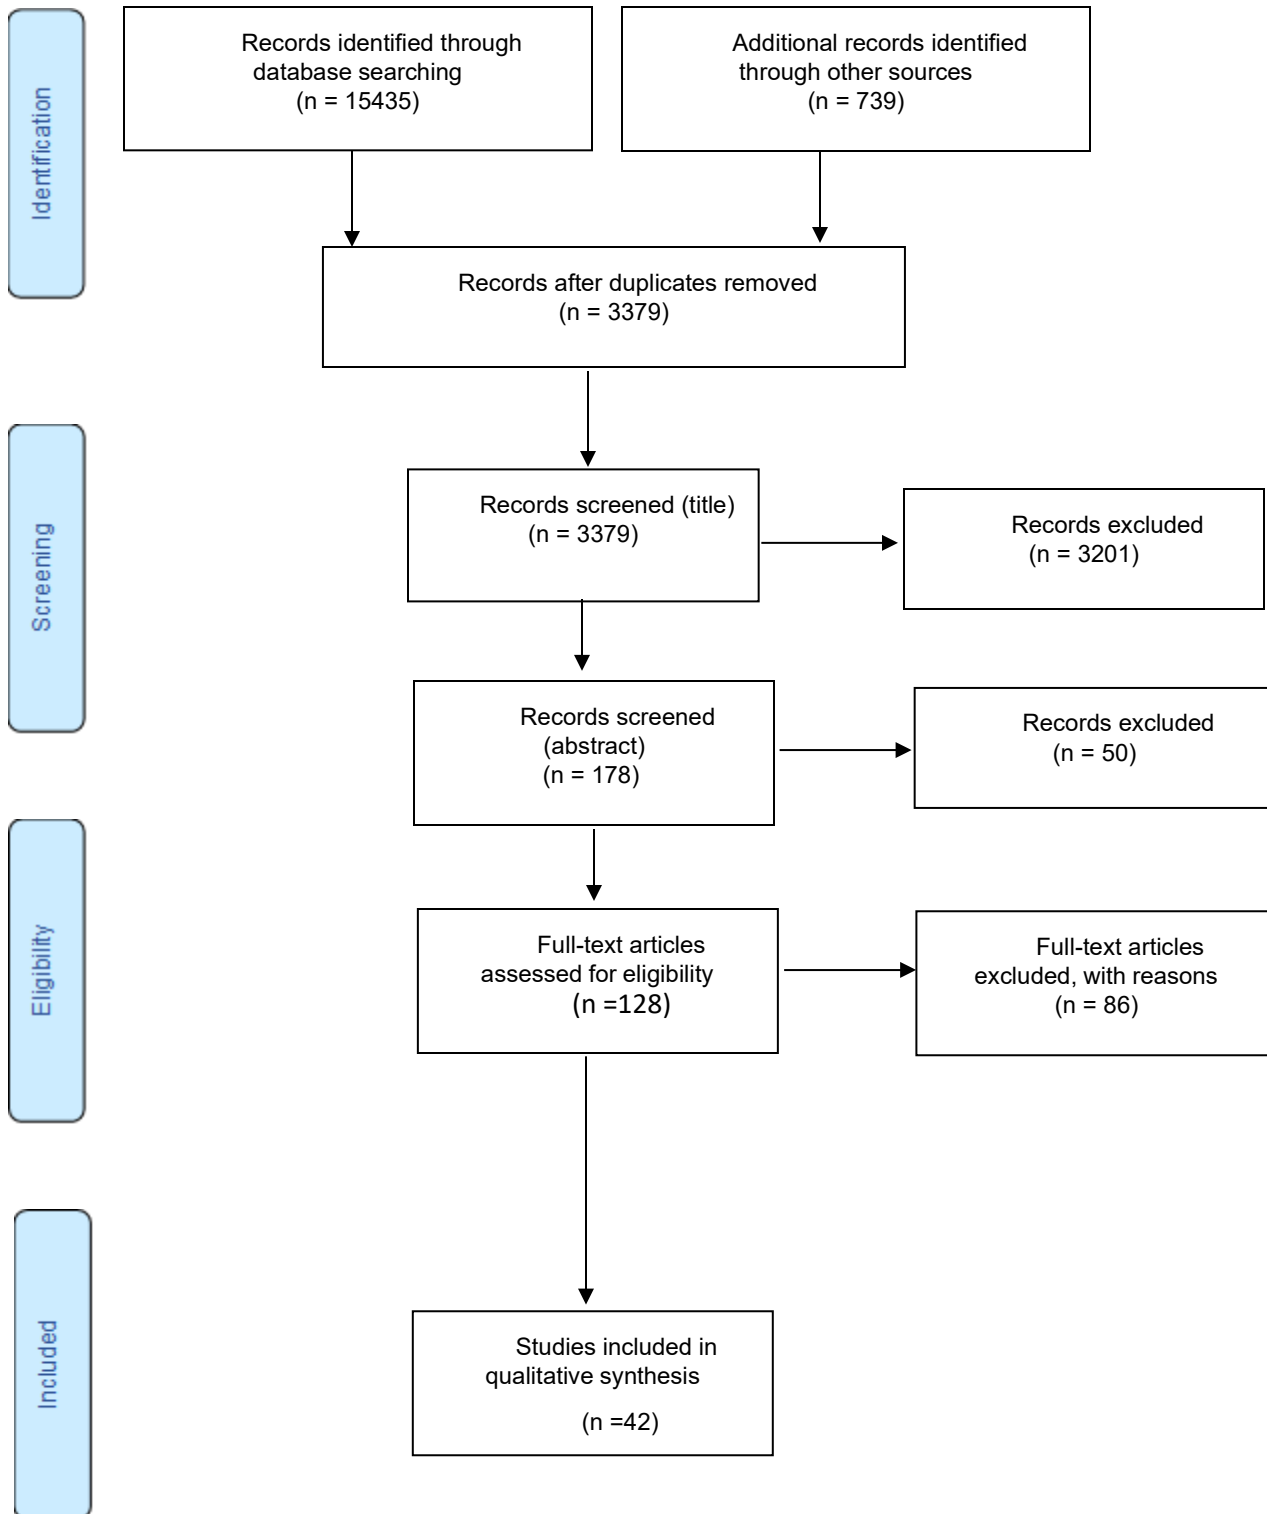 Identification
Records identified through
database searching
(n = 15435)
Additional records identified
through other sources
(n = 739)
Records after duplicates removed
(n = 3379)
Screening
Records screened (title)
(n = 3379)
Records excluded
(n = 3201)
Records screened
(abstract)
(n = 178)
Records excluded
(n = 50)
Eligibility
Full-text articles
assessed for eligibility
(n =128)
Full-text articles
excluded, with reasons
(n = 86)
Included
Studies included in
qualitative synthesis
(n =42)